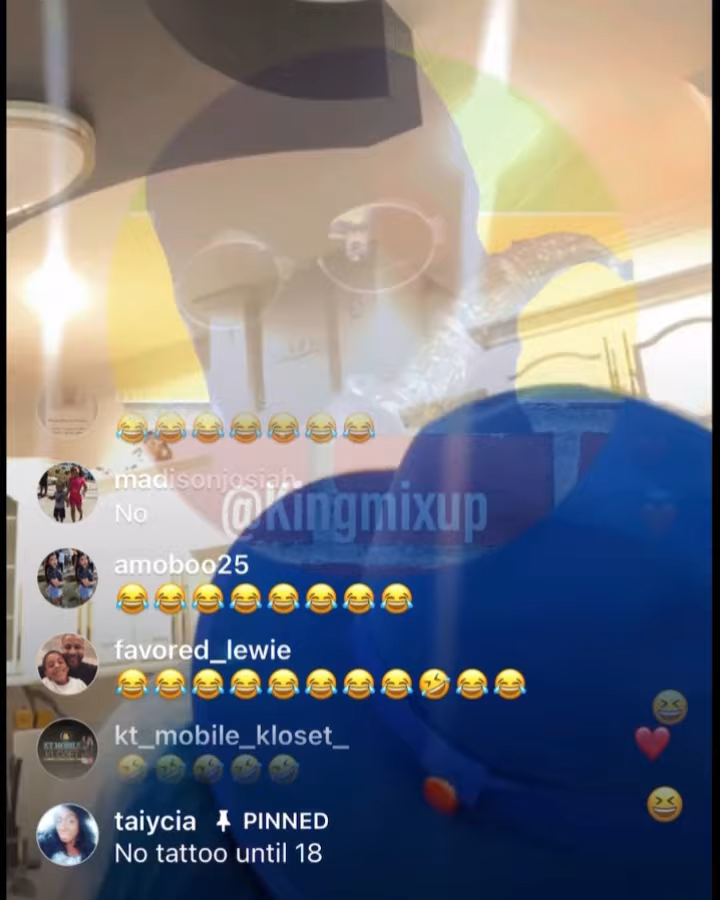 😂😂😂😂😂😂😂
madisonjosiah
No
@Kingmixup
amoboo25
😂😂😂😂😂😂😂😂
favored_lewie
😂😂😂😂😂😂😂😂🤣😂😂
kt_mobile_kloset_
🤣🤣🤣🤣🤣
taiycia PINNED
No tattoo until 18